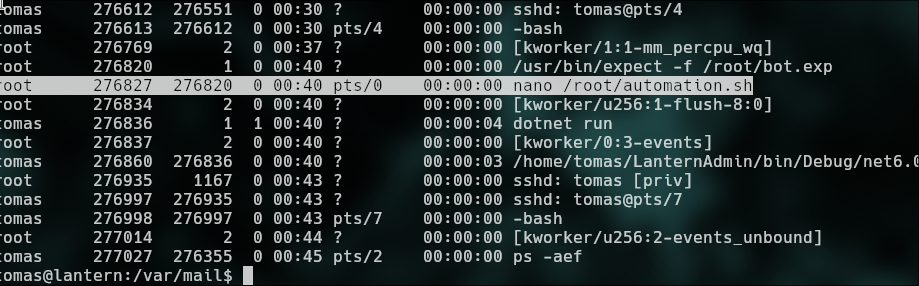 tomas 276612 276551 0 00:30 ? 00:00:00 sshd: tomas@pts/4
tomas 276613 276612 0 00:30 pts/4 00:00:00 -bash
root 276769 2 0 00:37 ? 00:00:00 [kworker/1:1-mm_percpu_wq]
root 276820 1 0 00:40 ? 00:00:00 /usr/bin/expect -f /root/bot.exp
root 276827 276820 0 00:40 pts/0 00:00:00 nano /root/automation.sh
root 276834 2 0 00:40 ? 00:00:00 [kworker/u256:1-flush-8:0]
tomas 276836 1 1 00:40 ? 00:00:04 dotnet run
root 276837 2 0 00:40 ? 00:00:00 [kworker/0:3-events]
tomas 276860 276836 0 00:40 ? 00:00:03 /home/tomas/LanternAdmin/bin/Debug/net6.0
root 276935 1167 0 00:43 ? 00:00:00 sshd: tomas [priv]
tomas 276997 276935 0 00:43 ? 00:00:00 sshd: tomas@pts/7
tomas 276998 276997 0 00:43 pts/7 00:00:00 -bash
root 277014 2 0 00:44 ? 00:00:00 [kworker/u256:2-events_unbound]
tomas 277027 276355 0 00:45 pts/2 00:00:00 ps -aef
tomas@lantern:/var/mail$